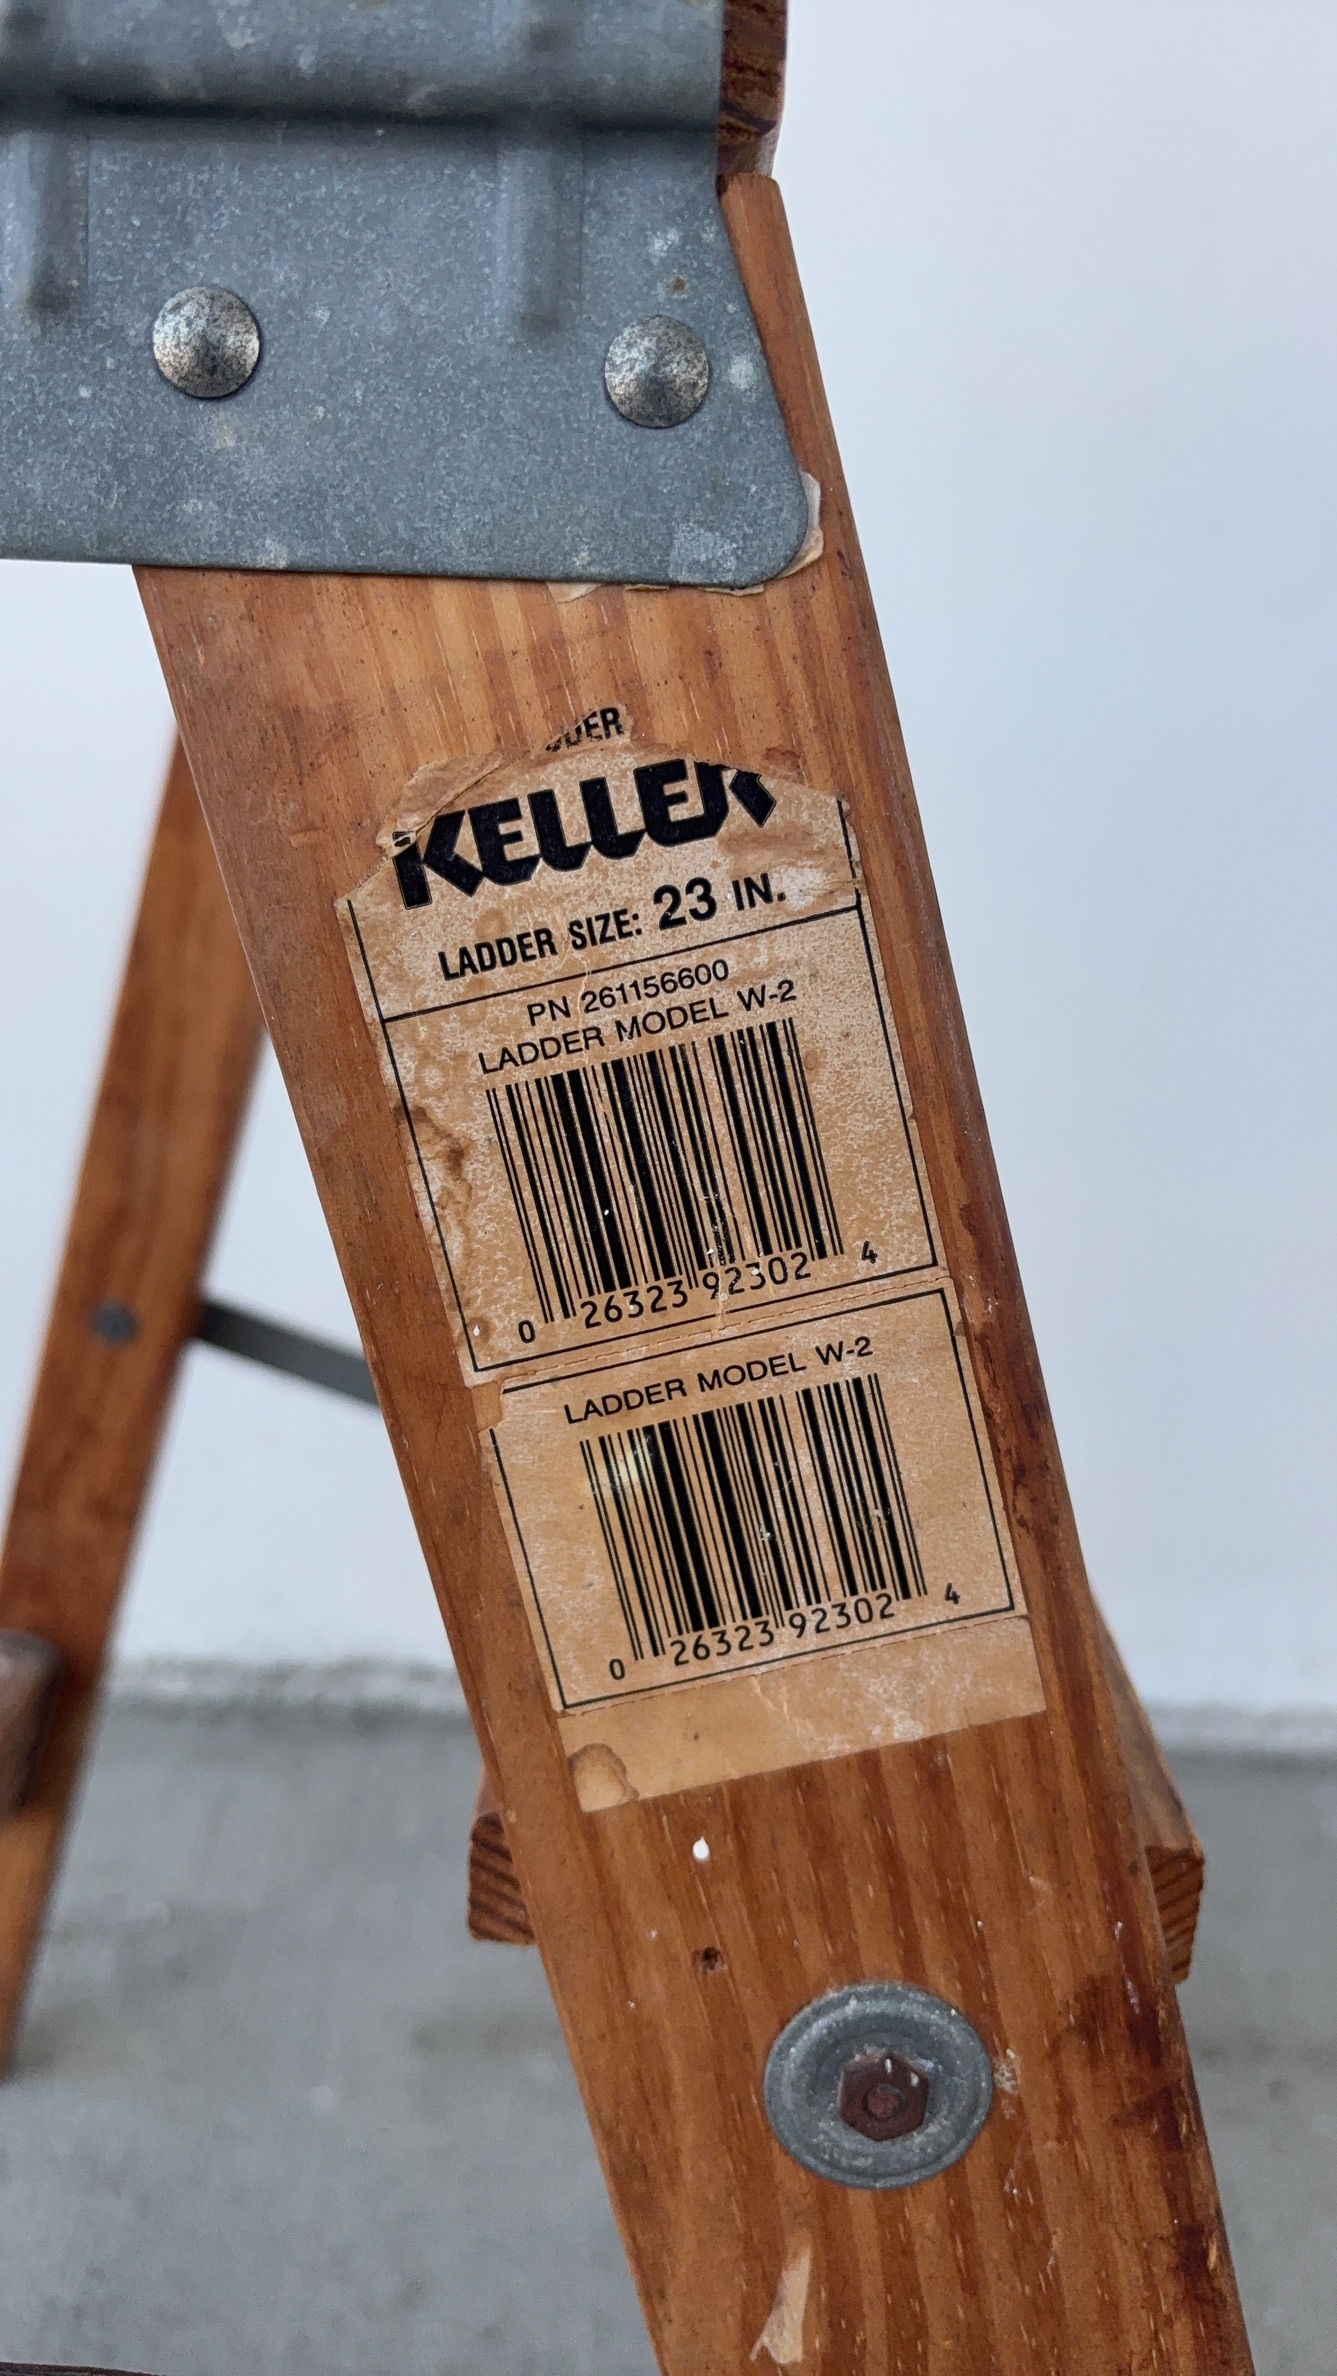 KELLER
LADDER SIZE: 23 IN.
PN 261156600
LADDER MODEL W-2
0 26323 92302 4
LADDER MODEL W-2
0 26323 92302 4